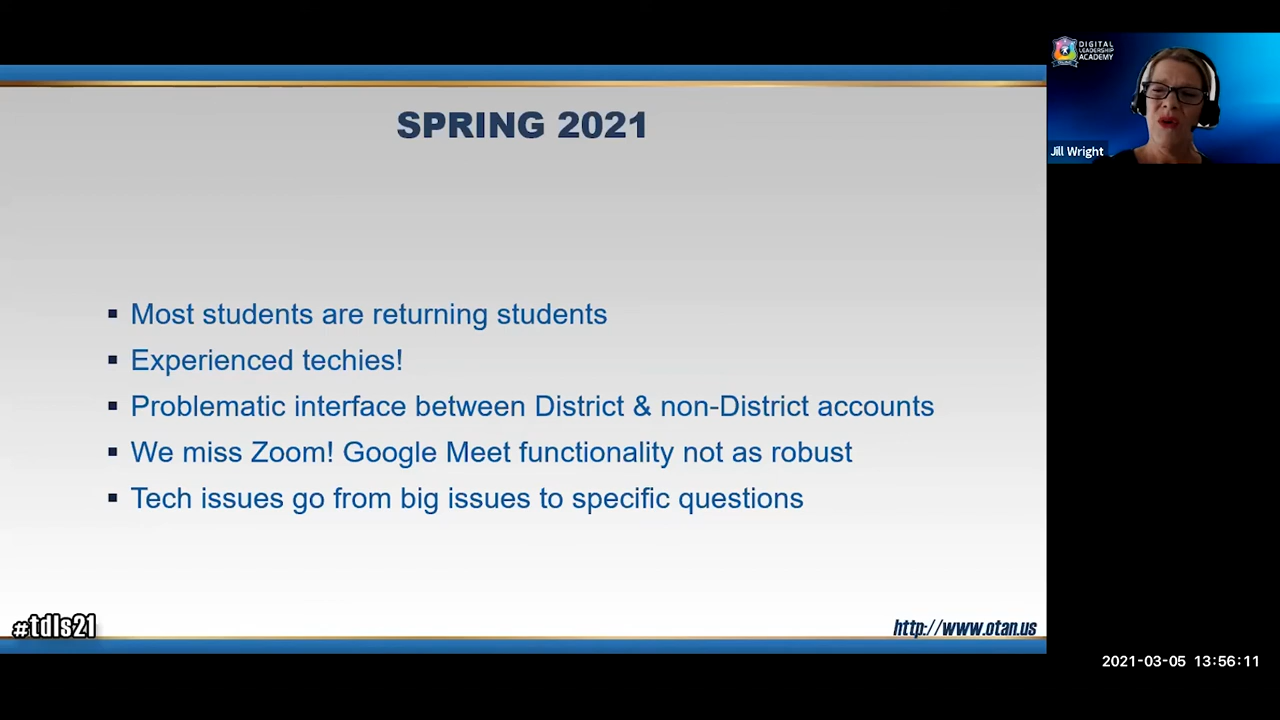 SPRING 2021
▪ Most students are returning students
▪ Experienced techies!
▪ Problematic interface between District & non-District accounts
▪ We miss Zoom! Google Meet functionality not as robust
▪ Tech issues go from big issues to specific questions
#tdls21
http://www.otan.us
DIGITAL
LEADERSHIP
ACADEMY
Jill Wright
2021-03-05 13:56:11